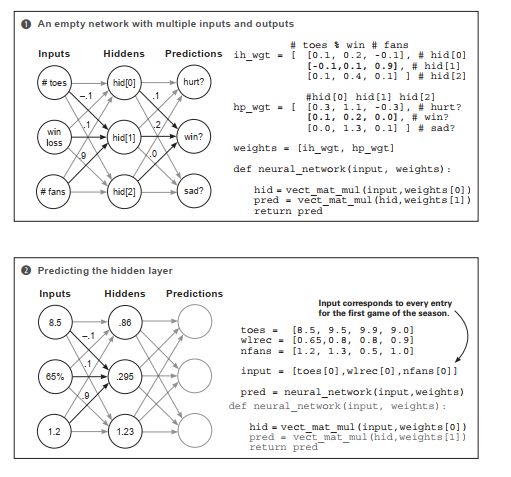 1 An empty network with multiple inputs and outputs
Inputs Hiddens Predictions
# toes hid[0] hurt?
win loss hid[1] win?
# fans hid[2] sad?
–.1 .1
.1 .2
.9 .0
# toes % win # fans
ih_wgt = [ [0.1, 0.2, -0.1], # hid[0]
[-0.1,0.1, 0.9], # hid[1]
[0.1, 0.4, 0.1] ] # hid[2]
#hid[0] hid[1] hid[2]
hp_wgt = [ [0.3, 1.1, -0.3], # hurt?
[0.1, 0.2, 0.0], # win?
[0.0, 1.3, 0.1] ] # sad?
weights = [ih_wgt, hp_wgt]
def neural_network(input, weights):
hid = vect_mat_mul(input,weights[0])
pred = vect_mat_mul(hid,weights[1])
return pred
2 Predicting the hidden layer
Inputs Hiddens Predictions
8.5 .86
65% .295
1.2 1.23
–.1
.1
.9
Input corresponds to every entry
for the first game of the season.
toes = [8.5, 9.5, 9.9, 9.0]
wlrec = [0.65,0.8, 0.8, 0.9]
nfans = [1.2, 1.3, 0.5, 1.0]
input = [toes[0],wlrec[0],nfans[0]]
pred = neural_network(input,weights)
def neural_network(input, weights):
hid = vect_mat_mul(input,weights[0])
pred = vect_mat_mul(hid,weights[1])
return pred